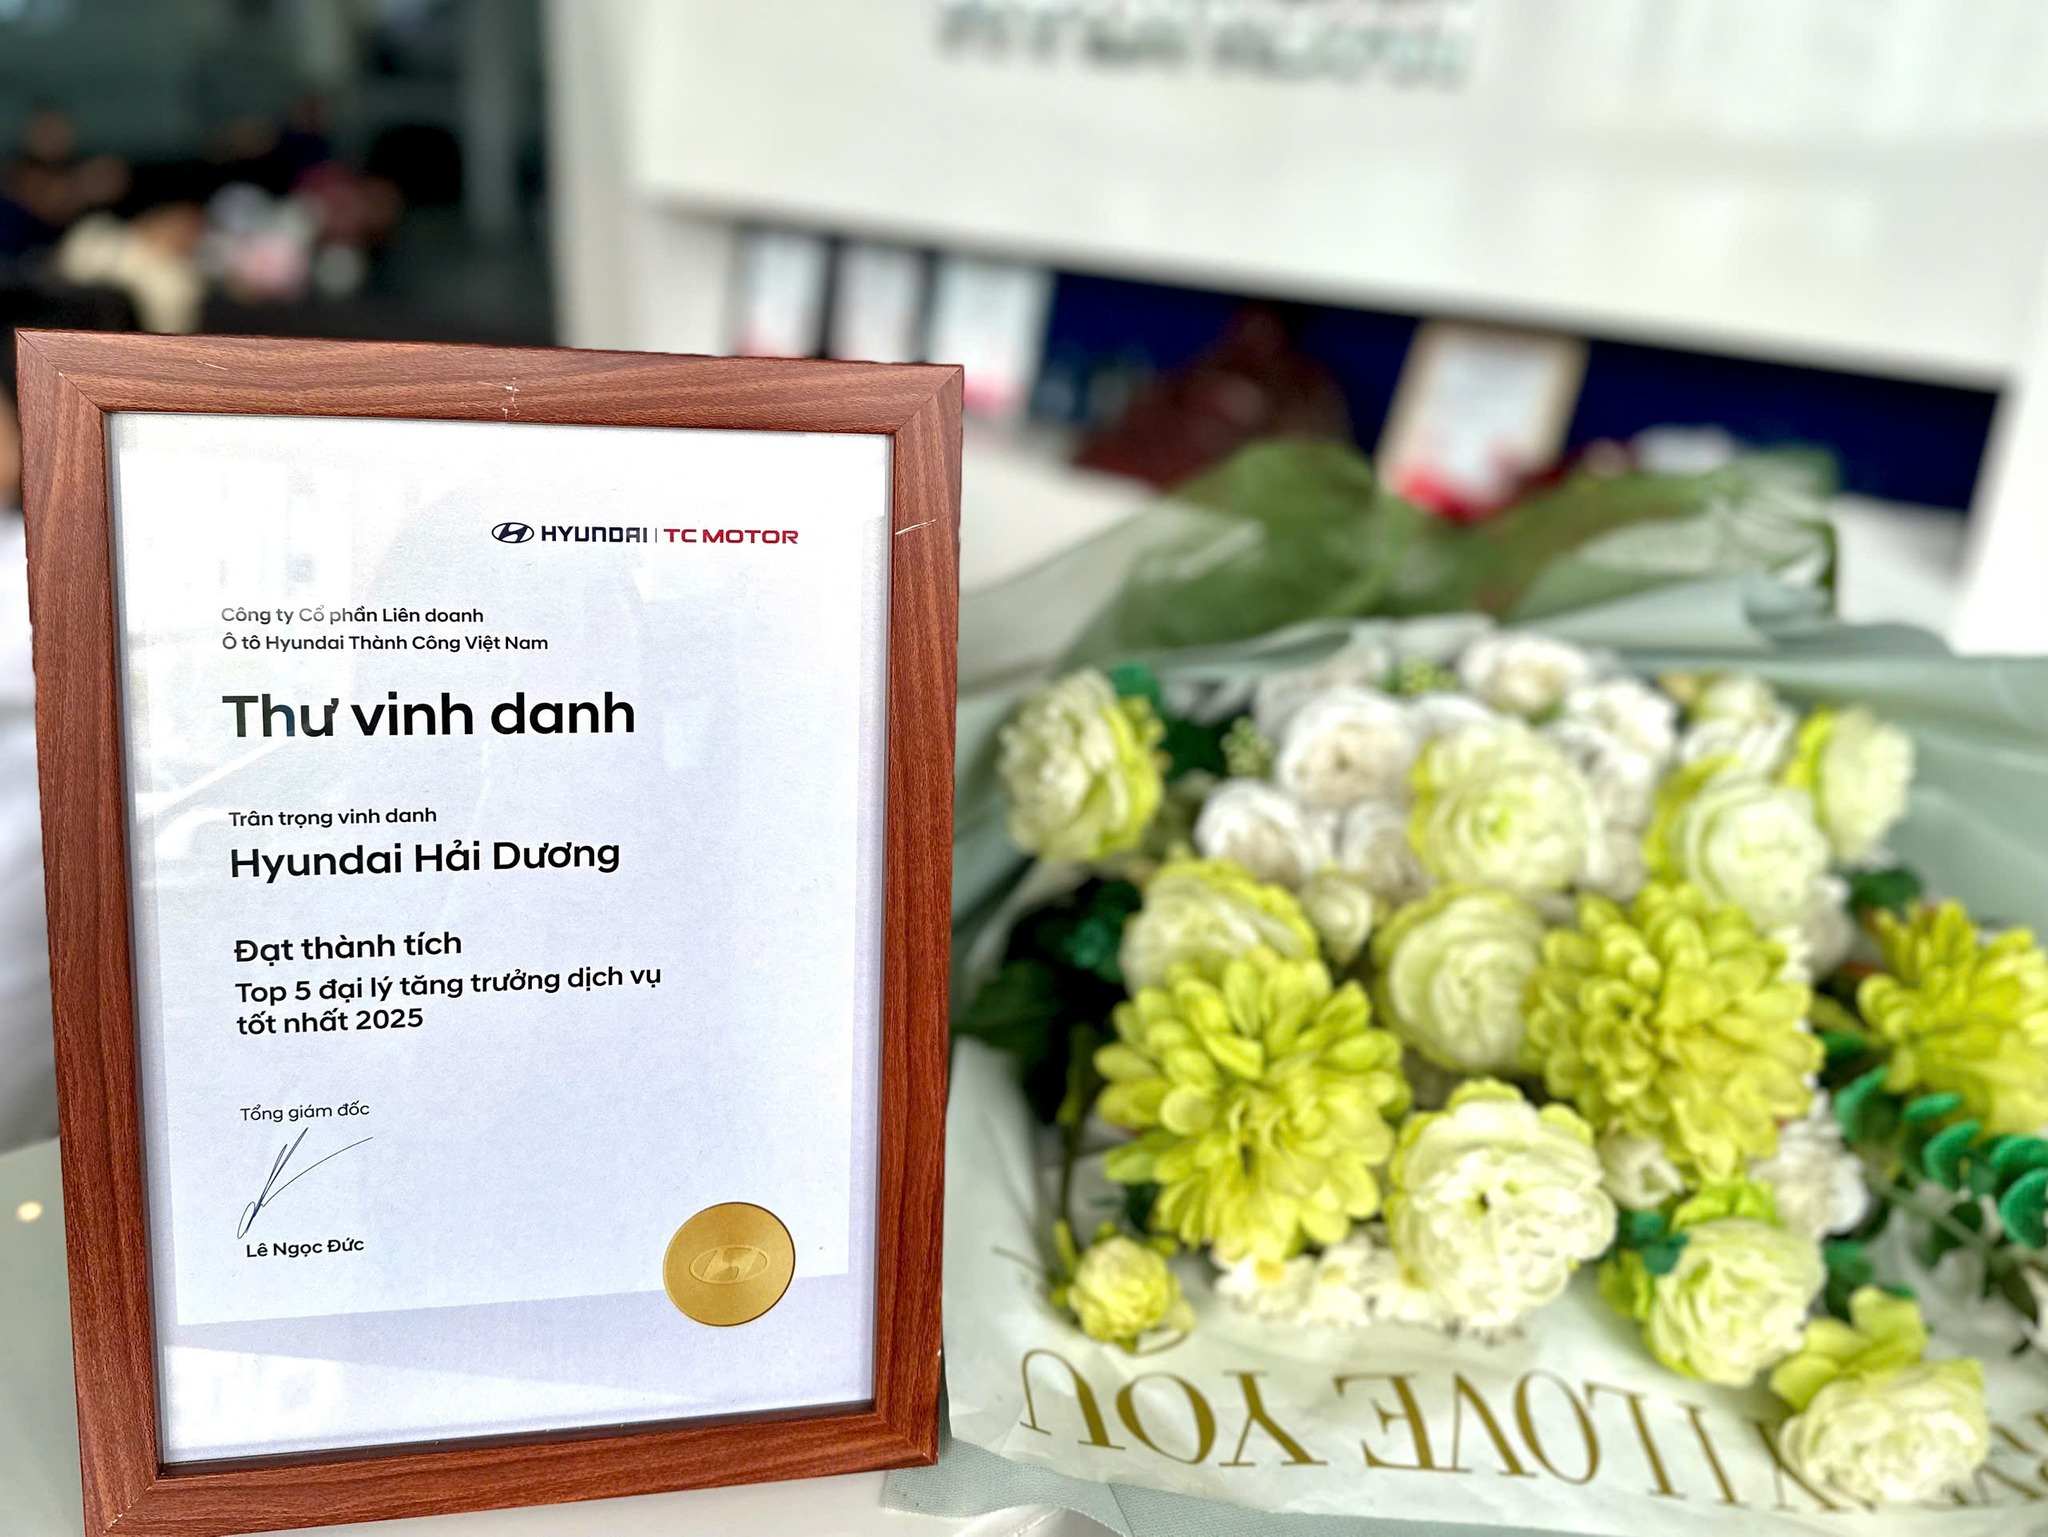 HYUNDAI | TC MOTOR
Công ty Cổ phần Liên doanh
Ô tô Hyundai Thành Công Việt Nam
Thư vinh danh
Trân trọng vinh danh
Hyundai Hải Dương
Đạt thành tích
Top 5 đại lý tăng trưởng dịch vụ
tốt nhất 2025
Tổng giám đốc
Lê Ngọc Đức
I LOVE YOU